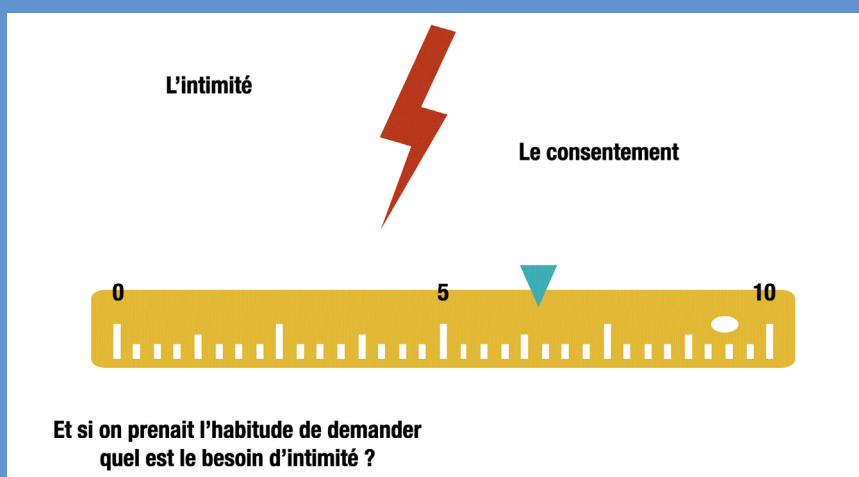 L'intimité
Le consentement
0 5 10
Et si on prenait l'habitude de demander
quel est le besoin d'intimité ?